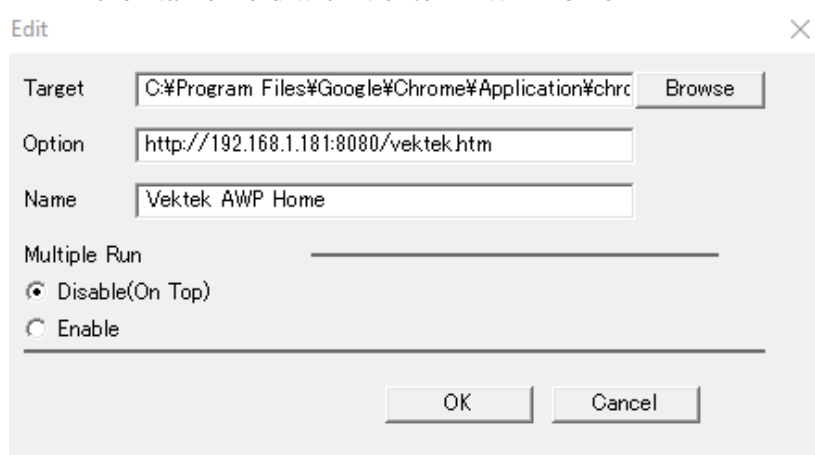 Edit
Target C:¥Program Files¥Google¥Chrome¥Application¥chrc Browse
Option http://192.168.1.181:8080/vektek.htm
Name Vektek AWP Home
Multiple Run
Disable(On Top)
Enable
OK Cancel